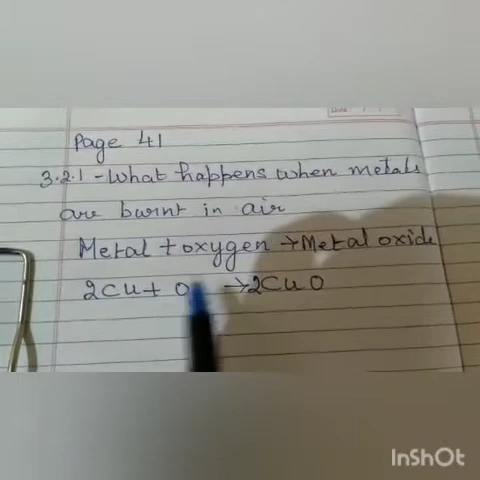 Page 41
3.2.1 - What happens when metals
are burnt in air
Metal + oxygen → Metal oxide
2Cu + O → 2CuO
InShOt